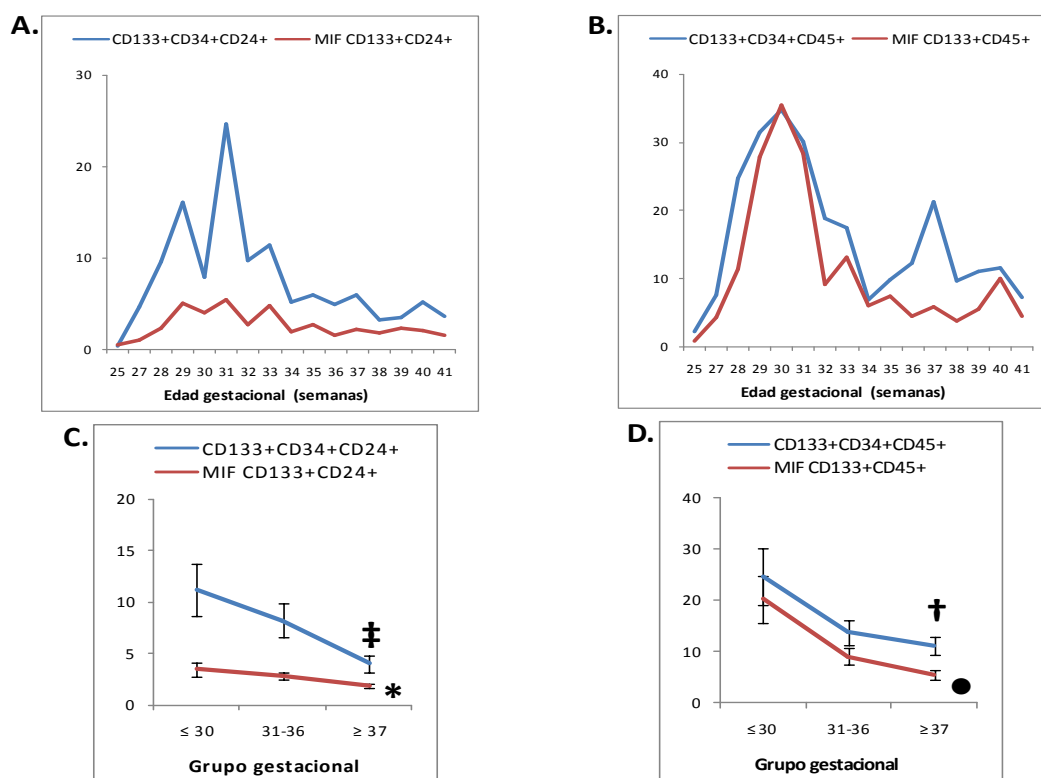 A.
CD133+CD34+CD24+ MIF CD133+CD24+
30
20
10
0
25 27 28 29 30 31 32 33 34 35 36 37 38 39 40 41
Edad gestacional (semanas)
B.
CD133+CD34+CD45+ MIF CD133+CD45+
40
30
20
10
0
25 27 28 29 30 31 32 33 34 35 36 37 38 39 40 41
Edad gestacional (semanas)
C.
CD133+CD34+CD24+
MIF CD133+CD24+
20
15
10
5
0
‡
*
≤ 30 31-36 ≥ 37
Grupo gestacional
D.
CD133+CD34+CD45+
MIF CD133+CD45+
40
30
20
10
0
†
●
≤ 30 31-36 ≥ 37
Grupo gestacional